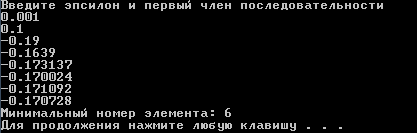 Введите эпсилон и первый член последовательности
0.001
0.1
-0.19
-0.1639
-0.173137
-0.170024
-0.171092
-0.170728
Минимальный номер элемента: 6
Для продолжения нажмите любую клавишу . . .